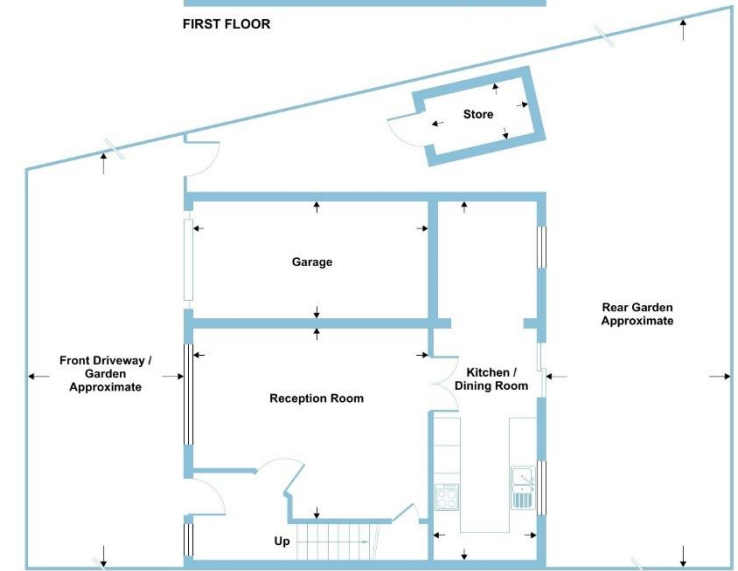 FIRST FLOOR
Store
Garage
Rear Garden
Approximate
Front Driveway /
Garden
Approximate
Kitchen /
Dining Room
Reception Room
Up